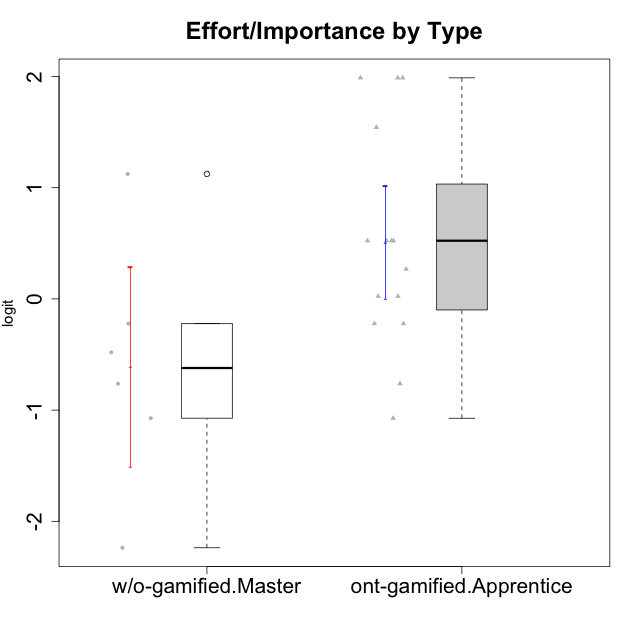 Effort/Importance by Type
logit
2
1
0
-1
-2
w/o-gamified.Master
ont-gamified.Apprentice